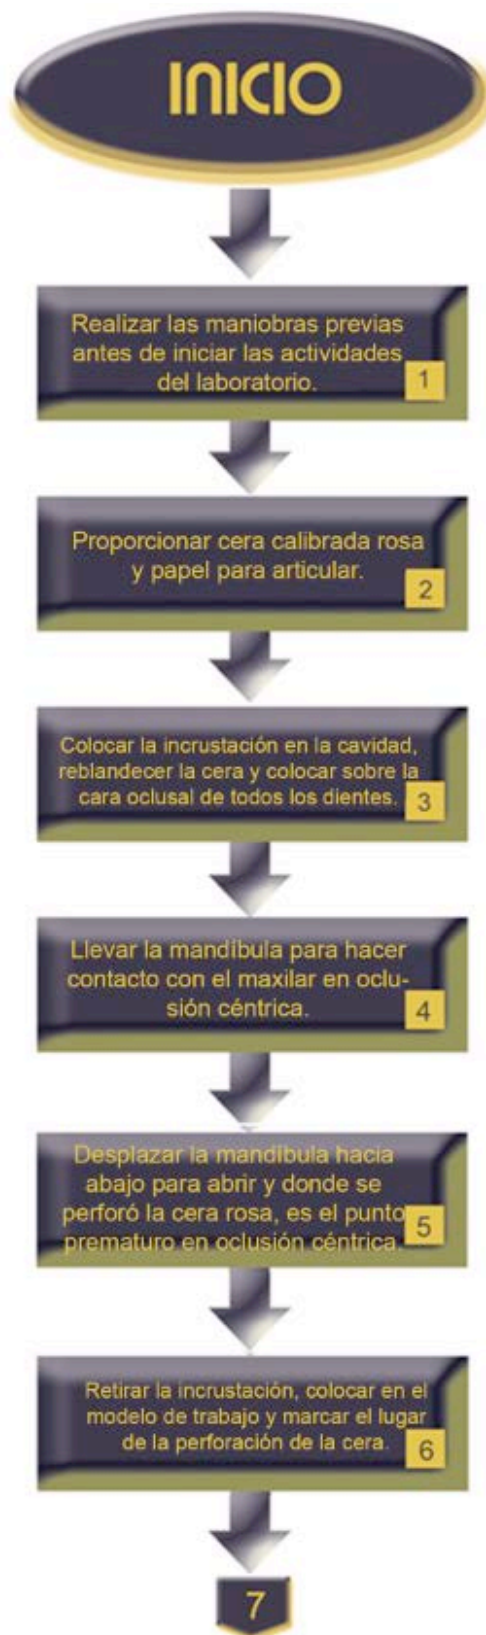 INICIO
Realizar las maniobras previas
antes de iniciar las actividades
del laboratorio.
1
Proporcionar cera calibrada rosa
y papel para articular.
2
Colocar la incrustación en la cavidad,
reblandecer la cera y colocar sobre la
cara oclusal de todos los dientes.
3
Llevar la mandíbula para hacer
contacto con el maxilar en oclu-
sión céntrica.
4
Desplazar la mandíbula hacia
abajo para abrir y donde se
perforó la cera rosa, es el punto
prematuro en oclusión céntrica.
5
Retirar la incrustación, colocar en el
modelo de trabajo y marcar el lugar
de la perforación de la cera.
6
7